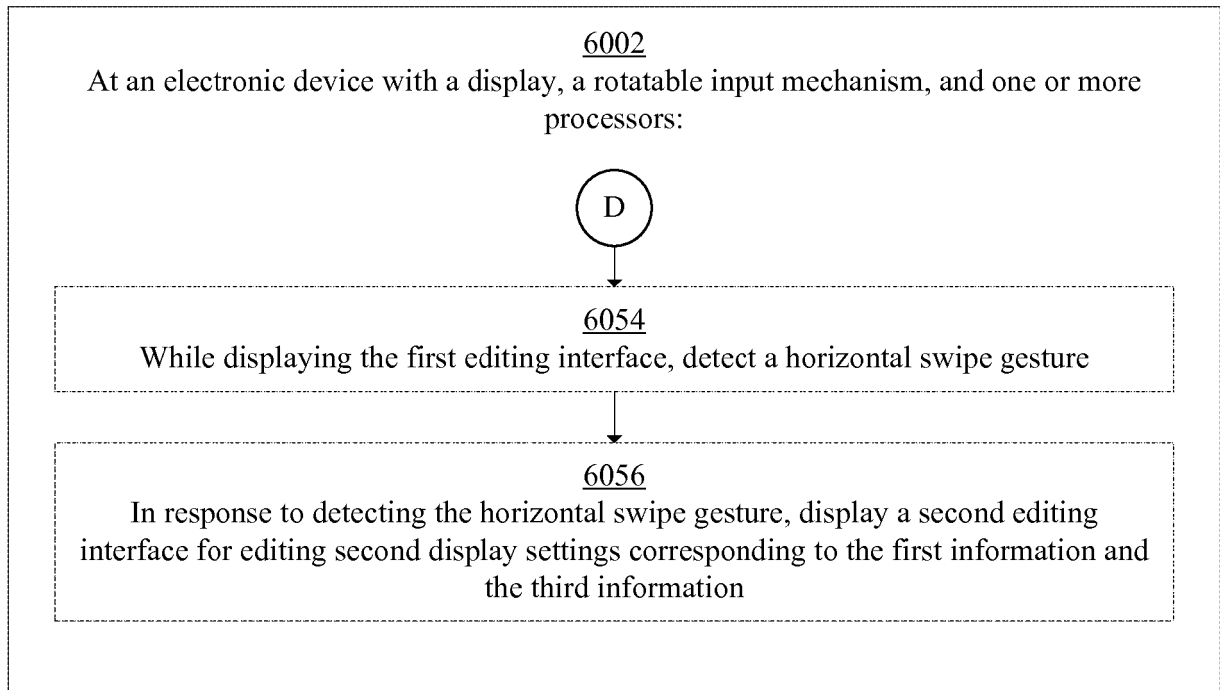 6002
At an electronic device with a display, a rotatable input mechanism, and one or more
processors:
D
6054
While displaying the first editing interface, detect a horizontal swipe gesture
6056
In response to detecting the horizontal swipe gesture, display a second editing
interface for editing second display settings corresponding to the first information and
the third information